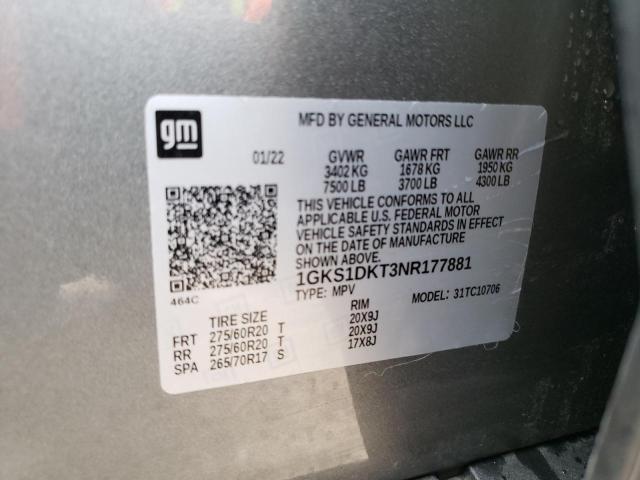 gm
MFD BY GENERAL MOTORS LLC
01/22 GVWR GAWR FRT GAWR RR
3402 KG 1678 KG 1950 KG
7500 LB 3700 LB 4300 LB
THIS VEHICLE CONFORMS TO ALL
APPLICABLE U.S. FEDERAL MOTOR
VEHICLE SAFETY STANDARDS IN EFFECT
ON THE DATE OF MANUFACTURE
SHOWN ABOVE.
1GKS1DKT3NR177881
464C
TYPE: MPV MODEL: 31TC10706
TIRE SIZE RIM
FRT 275/60R20 T 20X9J
RR 275/60R20 T 20X9J
SPA 265/70R17 S 17X8J